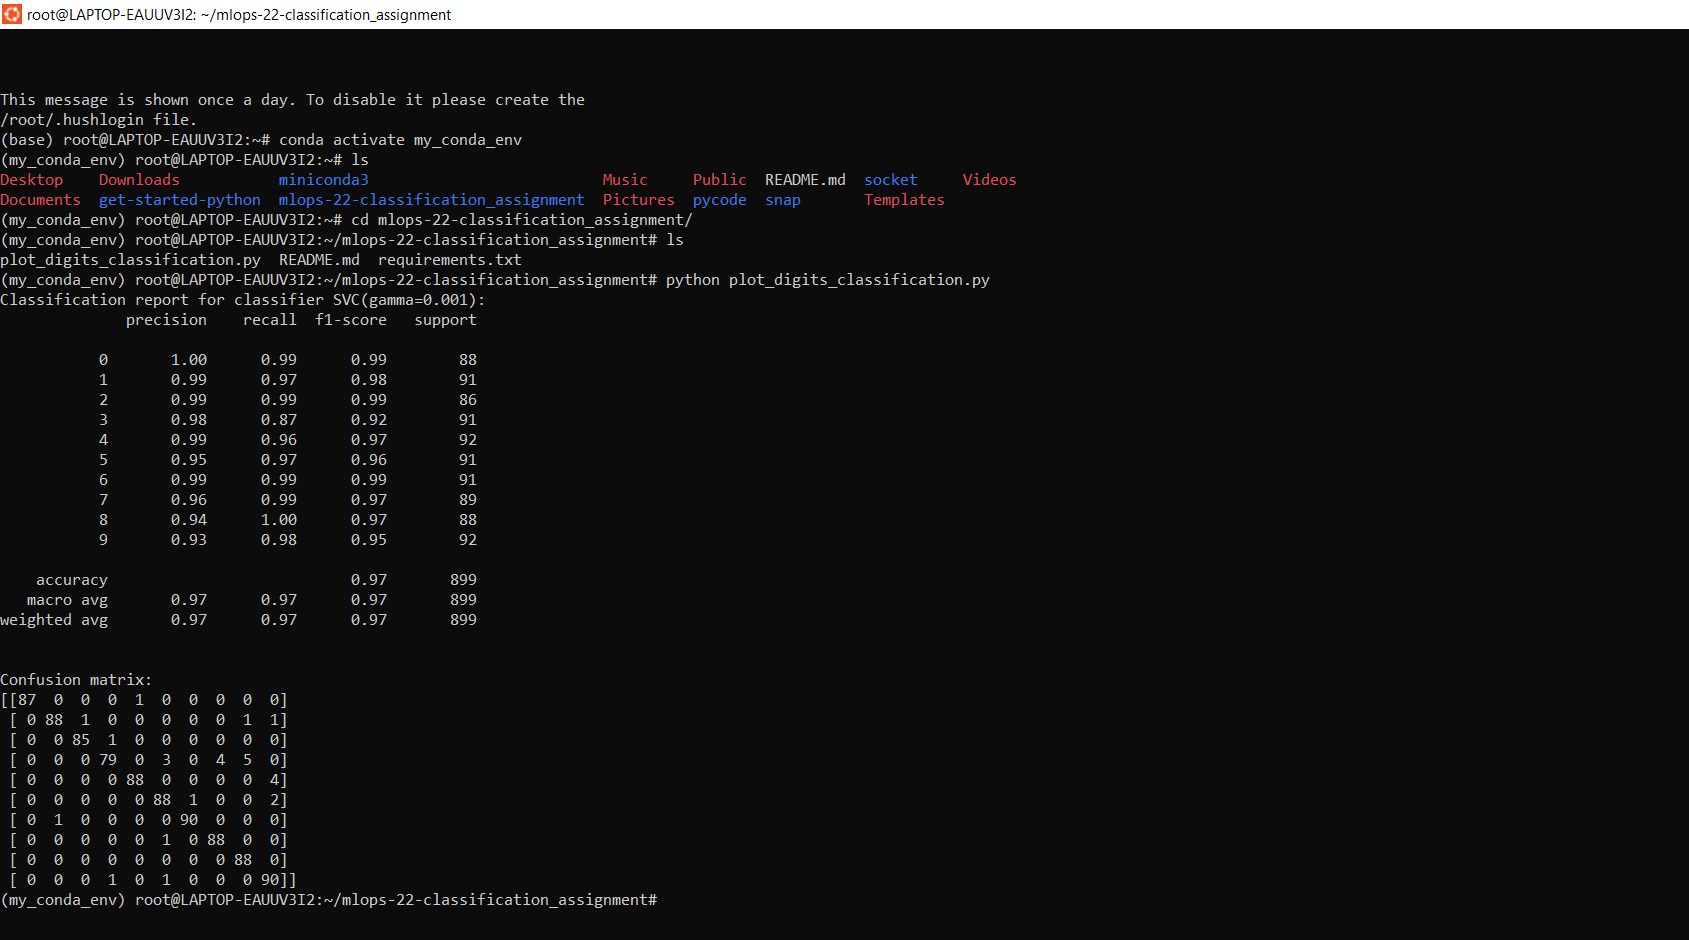 root@LAPTOP-EAUUV3I2: ~/mlops-22-classification_assignment
This message is shown once a day. To disable it please create the
/root/.hushlogin file.
(base) root@LAPTOP-EAUUV3I2:~# conda activate my_conda_env
(my_conda_env) root@LAPTOP-EAUUV3I2:~# ls
Desktop    Downloads           miniconda3                          Music     Public  README.md  socket     Videos
Documents  get-started-python  mlops-22-classification_assignment  Pictures  pycode  snap       Templates
(my_conda_env) root@LAPTOP-EAUUV3I2:~# cd mlops-22-classification_assignment/
(my_conda_env) root@LAPTOP-EAUUV3I2:~/mlops-22-classification_assignment# ls
plot_digits_classification.py  README.md  requirements.txt
(my_conda_env) root@LAPTOP-EAUUV3I2:~/mlops-22-classification_assignment# python plot_digits_classification.py
Classification report for classifier SVC(gamma=0.001):
              precision    recall  f1-score   support
           0       1.00      0.99      0.99        88
           1       0.99      0.97      0.98        91
           2       0.99      0.99      0.99        86
           3       0.98      0.87      0.92        91
           4       0.99      0.96      0.97        92
           5       0.95      0.97      0.96        91
           6       0.99      0.99      0.99        91
           7       0.96      0.99      0.97        89
           8       0.94      1.00      0.97        88
           9       0.93      0.98      0.95        92
    accuracy                           0.97       899
   macro avg       0.97      0.97      0.97       899
weighted avg       0.97      0.97      0.97       899
Confusion matrix:
[[87  0  0  0  1  0  0  0  0  0]
 [ 0 88  1  0  0  0  0  0  1  1]
 [ 0  0 85  1  0  0  0  0  0  0]
 [ 0  0  0 79  0  3  0  4  5  0]
 [ 0  0  0  0 88  0  0  0  0  4]
 [ 0  0  0  0  0 88  1  0  0  2]
 [ 0  1  0  0  0  0 90  0  0  0]
 [ 0  0  0  0  0  1  0 88  0  0]
 [ 0  0  0  0  0  0  0  0 88  0]
 [ 0  0  0  1  0  1  0  0  0 90]]
(my_conda_env) root@LAPTOP-EAUUV3I2:~/mlops-22-classification_assignment#